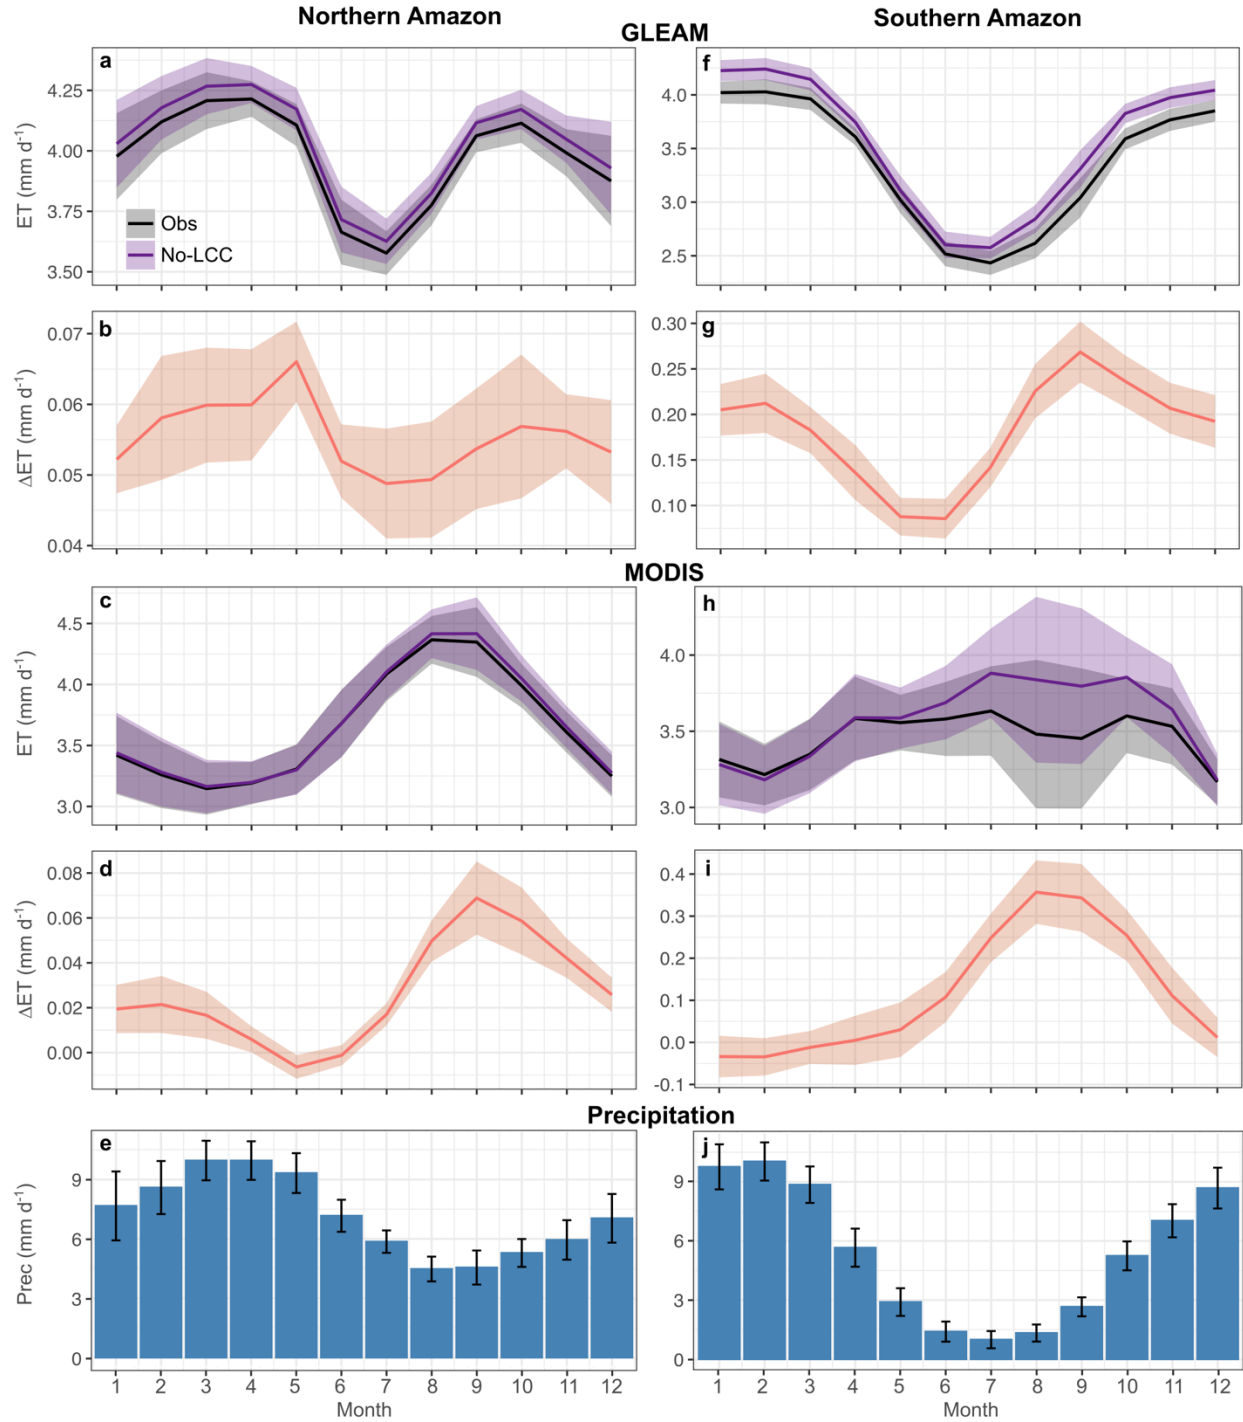 Northern Amazon
Southern Amazon
GLEAM
a
ET (mm d⁻¹)
4.25
4.00
3.75
3.50
Obs
No-LCC
f
4.0
3.5
3.0
2.5
b
ΔET (mm d⁻¹)
0.07
0.06
0.05
0.04
g
0.30
0.25
0.20
0.15
0.10
MODIS
c
ET (mm d⁻¹)
4.5
4.0
3.5
3.0
h
4.0
3.5
3.0
d
ΔET (mm d⁻¹)
0.08
0.06
0.04
0.02
0.00
i
0.4
0.3
0.2
0.1
0.0
-0.1
Precipitation
e
Prec (mm d⁻¹)
9
6
3
0
1 2 3 4 5 6 7 8 9 10 11 12
Month
j
9
6
3
0
1 2 3 4 5 6 7 8 9 10 11 12
Month